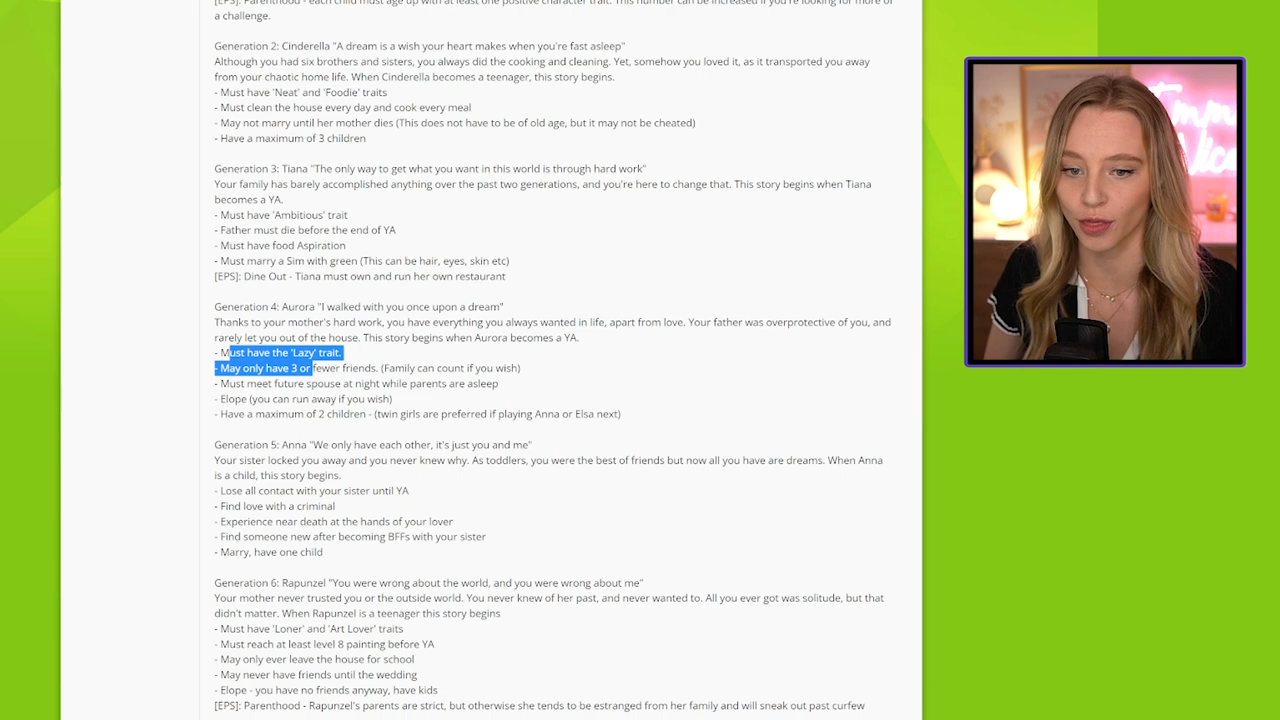 [EPS]: Parenthood - each child must age up with at least one positive character trait. This number can be increased if you're looking for more of
a challenge.
Generation 2: Cinderella "A dream is a wish your heart makes when you're fast asleep"
Although you had six brothers and sisters, you always did the cooking and cleaning. Yet, somehow you loved it, as it transported you away
from your chaotic home life. When Cinderella becomes a teenager, this story begins.
- Must have 'Neat' and 'Foodie' traits
- Must clean the house every day and cook every meal
- May not marry until her mother dies (This does not have to be of old age, but it may not be cheated)
- Have a maximum of 3 children
Generation 3: Tiana "The only way to get what you want in this world is through hard work"
Your family has barely accomplished anything over the past two generations, and you're here to change that. This story begins when Tiana
becomes a YA.
- Must have 'Ambitious' trait
- Father must die before the end of YA
- Must have food Aspiration
- Must marry a Sim with green (This can be hair, eyes, skin etc)
[EPS]: Dine Out - Tiana must own and run her own restaurant
Generation 4: Aurora "I walked with you once upon a dream"
Thanks to your mother's hard work, you have everything you always wanted in life, apart from love. Your father was overprotective of you, and
rarely let you out of the house. This story begins when Aurora becomes a YA.
- Must have the 'Lazy' trait.
- May only have 3 or fewer friends. (Family can count if you wish)
- Must meet future spouse at night while parents are asleep
- Elope (you can run away if you wish)
- Have a maximum of 2 children - (twin girls are preferred if playing Anna or Elsa next)
Generation 5: Anna "We only have each other, it's just you and me"
Your sister locked you away and you never knew why. As toddlers, you were the best of friends but now all you have are dreams. When Anna
is a child, this story begins.
- Lose all contact with your sister until YA
- Find love with a criminal
- Experience near death at the hands of your lover
- Find someone new after becoming BFFs with your sister
- Marry, have one child
Generation 6: Rapunzel "You were wrong about the world, and you were wrong about me"
Your mother never trusted you or the outside world. You never knew of her past, and never wanted to. All you ever got was solitude, but that
didn't matter. When Rapunzel is a teenager this story begins
- Must have 'Loner' and 'Art Lover' traits
- Must reach at least level 8 painting before YA
- May only ever leave the house for school
- May never have friends until the wedding
- Elope - you have no friends anyway, have kids
[EPS]: Parenthood - Rapunzel's parents are strict, but otherwise she tends to be estranged from her family and will sneak out past curfew